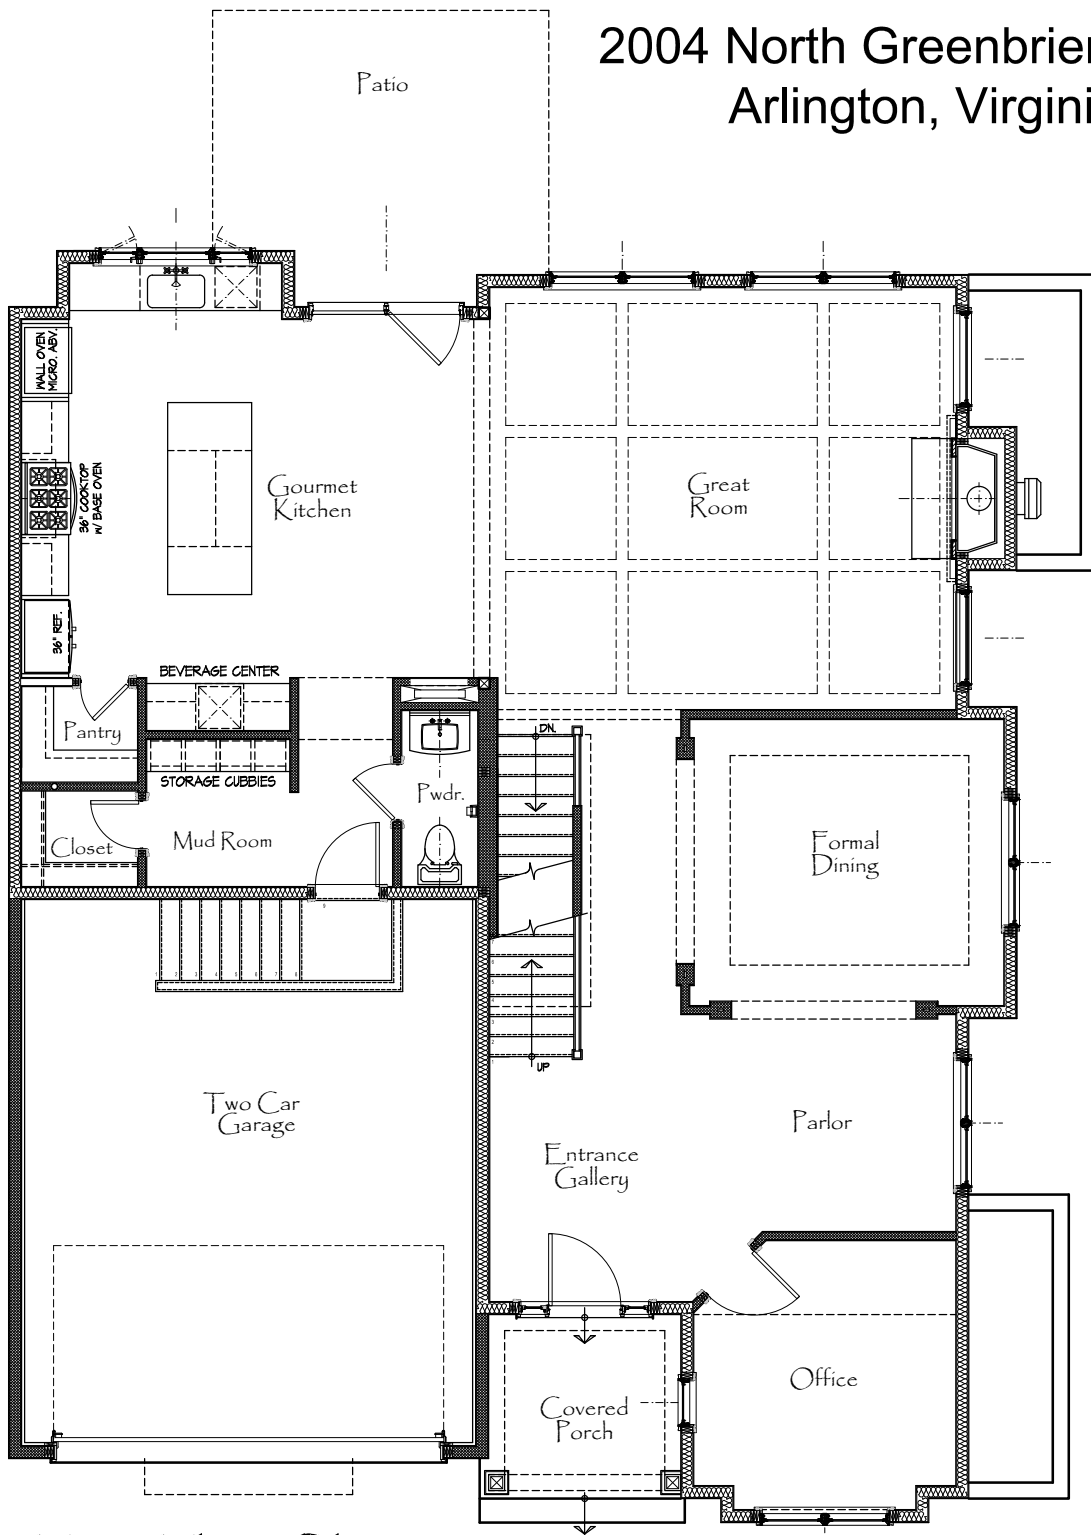 2004 North Greenbrier
Arlington, Virgini
Patio
WALL OVEN
MICRO. ABV.
36" COOKTOP
W/ BASE OVEN
Gourmet
Kitchen
Great
Room
36" REF.
BEVERAGE CENTER
Pantry
STORAGE CUBBIES
DN.
Pwdr.
Closet
Mud Room
Formal
Dining
UP
Two Car
Garage
Parlor
Entrance
Gallery
Office
Covered
Porch